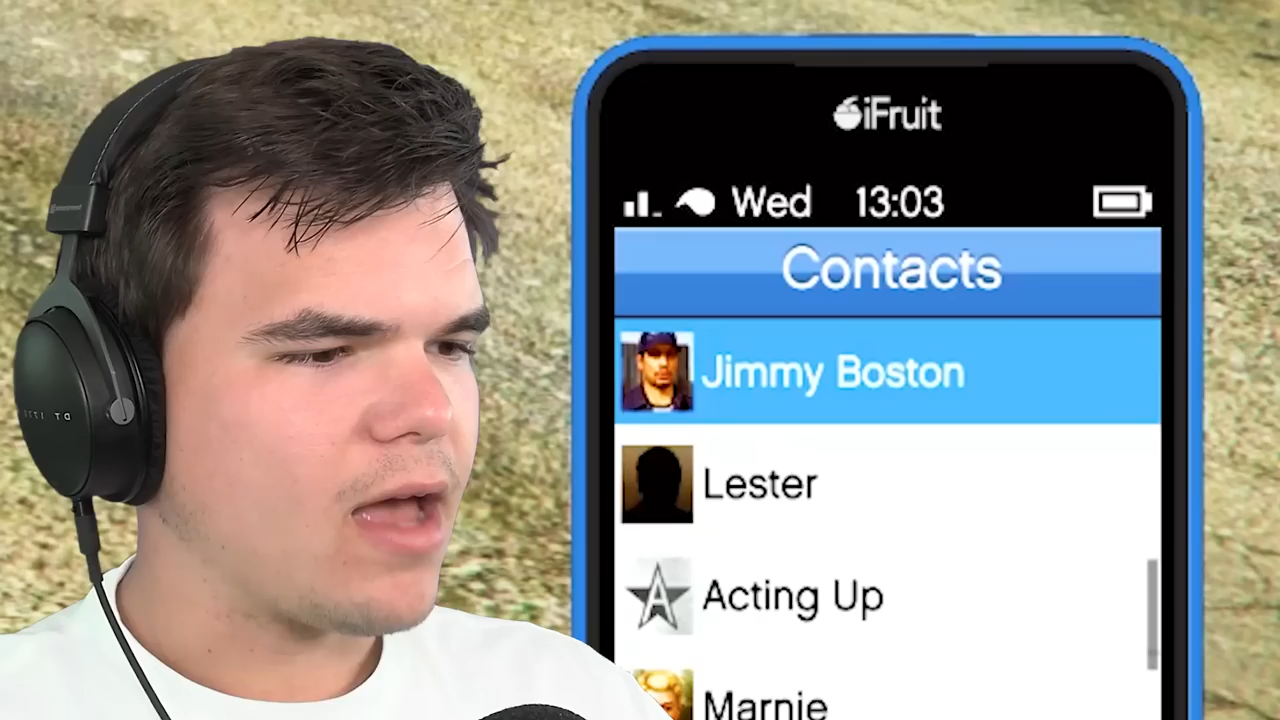 iFruit
Wed 13:03
Contacts
Jimmy Boston
Lester
Acting Up
Marnie